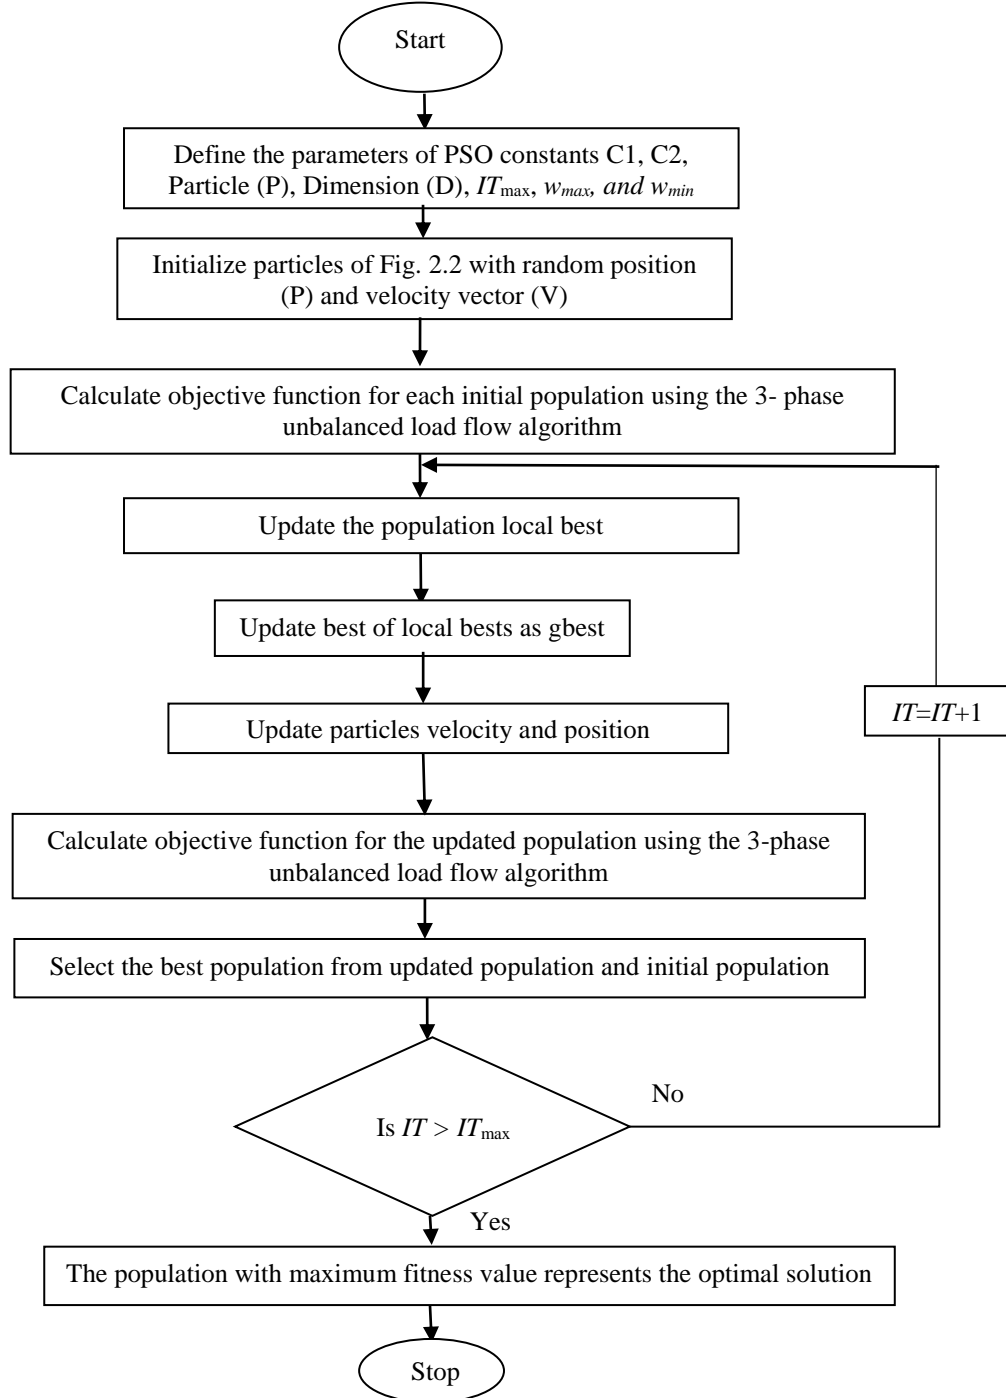 Start
Define the parameters of PSO constants C1, C2,
Particle (P), Dimension (D), ITmax, wmax, and wmin
Initialize particles of Fig. 2.2 with random position
(P) and velocity vector (V)
Calculate objective function for each initial population using the 3- phase
unbalanced load flow algorithm
Update the population local best
Update best of local bests as gbest
Update particles velocity and position
IT=IT+1
Calculate objective function for the updated population using the 3-phase
unbalanced load flow algorithm
Select the best population from updated population and initial population
Is IT > ITmax
No
Yes
The population with maximum fitness value represents the optimal solution
Stop